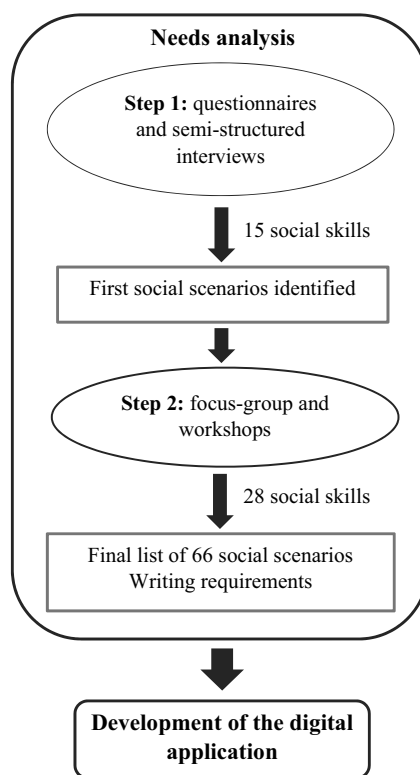 Needs analysis
Step 1: questionnaires
and semi-structured
interviews
15 social skills
First social scenarios identified
Step 2: focus-group and
workshops
28 social skills
Final list of 66 social scenarios
Writing requirements
Development of the digital
application